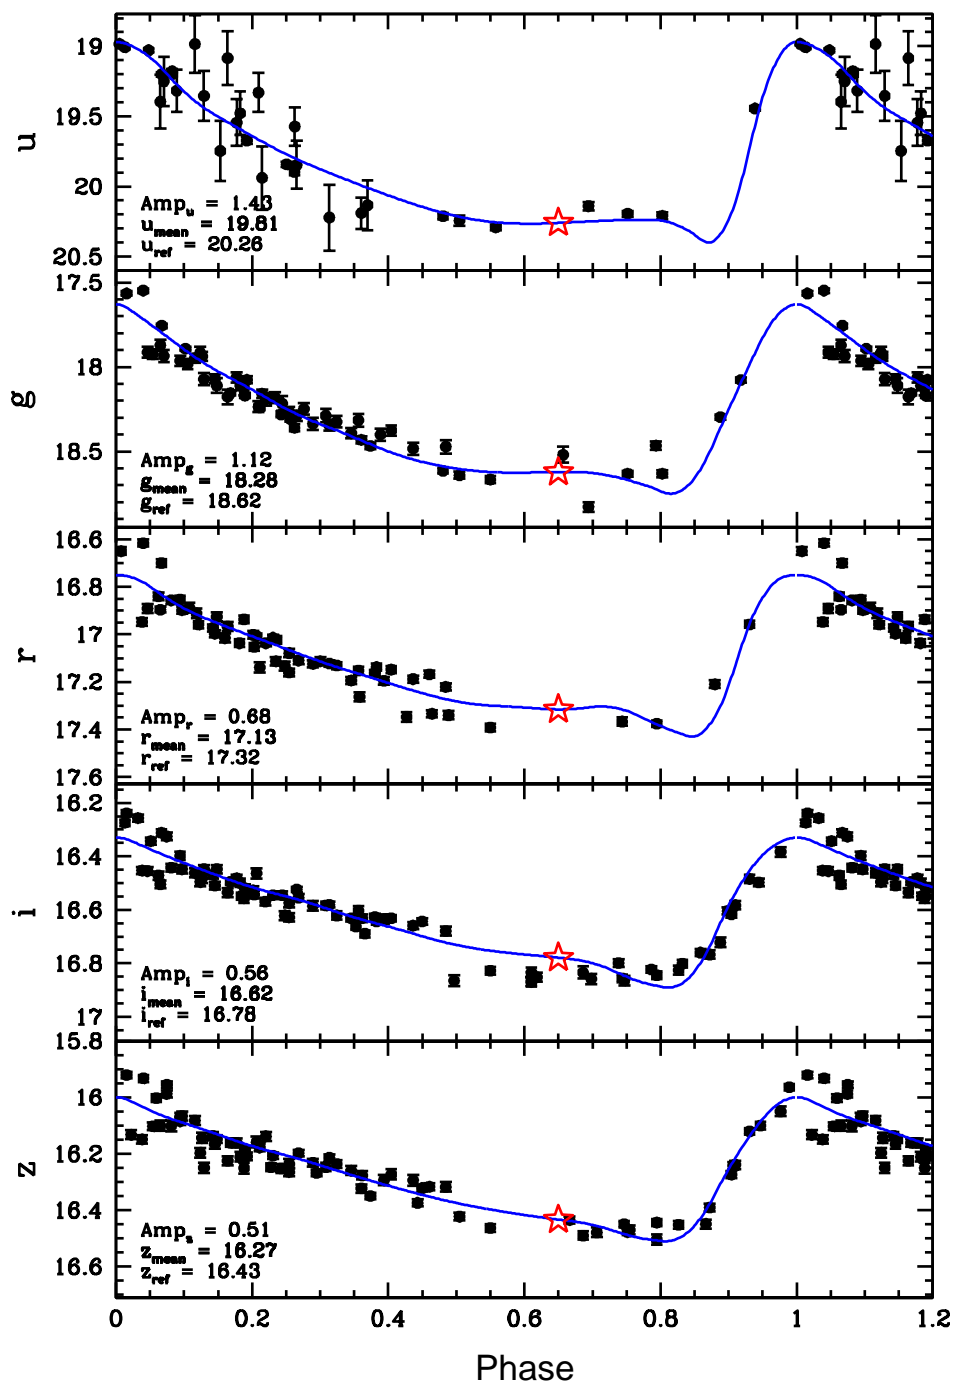 19
19.5
20
20.5
u
Amp_u = 1.43
u_mean = 19.81
u_ref = 20.26
17.5
18
18.5
g
Amp_g = 1.12
g_mean = 18.28
g_ref = 18.62
16.6
16.8
17
17.2
17.4
17.6
r
Amp_r = 0.68
r_mean = 17.13
r_ref = 17.32
16.2
16.4
16.6
16.8
17
i
Amp_i = 0.56
i_mean = 16.62
i_ref = 16.78
15.8
16
16.2
16.4
16.6
z
Amp_z = 0.51
z_mean = 16.27
z_ref = 16.43
0 0.2 0.4 0.6 0.8 1 1.2
Phase